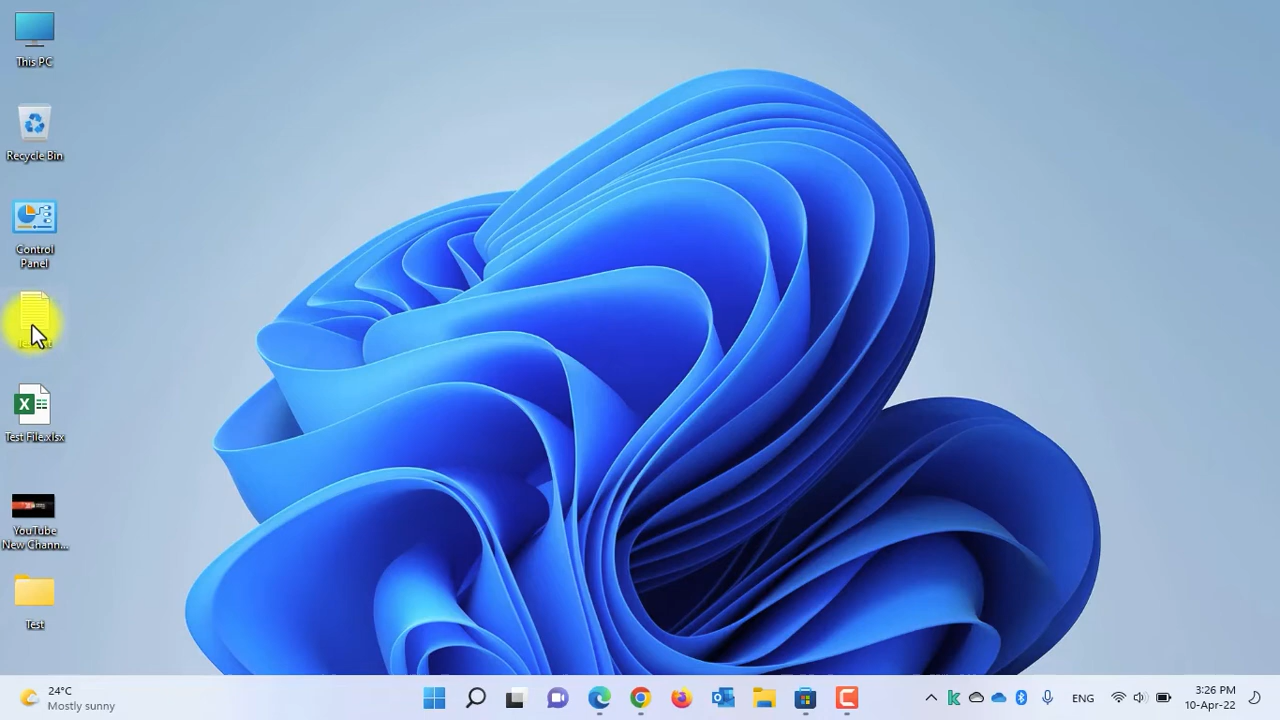 This PC
Recycle Bin
Control
Panel
Test File.xlsx
YouTube
New Chann...
Test
24°C
Mostly sunny
ENG
3:26 PM
10-Apr-22